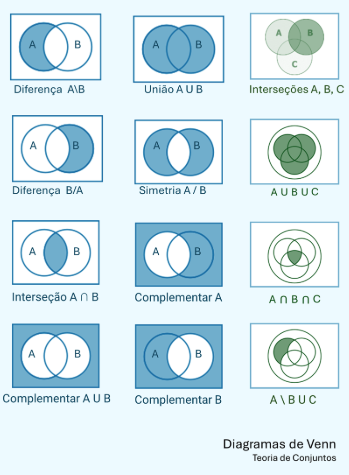 A B
A B
A B
C
Diferença A\B
União A U B
Interseções A, B, C
A B
A B
Diferença B/A
Simetria A / B
A U B U C
A B
A B
Interseção A ∩ B
Complementar A
A ∩ B ∩ C
A B
A B
Complementar A U B
Complementar B
A \ B U C
Diagramas de Venn
Teoria de Conjuntos